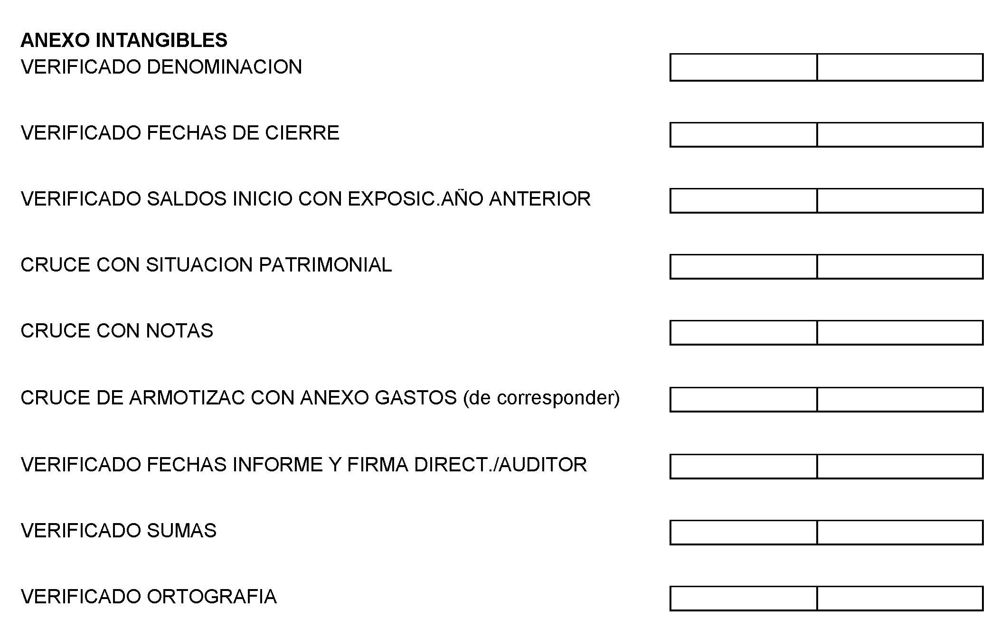 ANEXO INTANGIBLES
VERIFICADO DENOMINACION
VERIFICADO FECHAS DE CIERRE
VERIFICADO SALDOS INICIO CON EXPOSIC.AÑO ANTERIOR
CRUCE CON SITUACION PATRIMONIAL
CRUCE CON NOTAS
CRUCE DE ARMOTIZAC CON ANEXO GASTOS (de corresponder)
VERIFICADO FECHAS INFORME Y FIRMA DIRECT./AUDITOR
VERIFICADO SUMAS
VERIFICADO ORTOGRAFIA